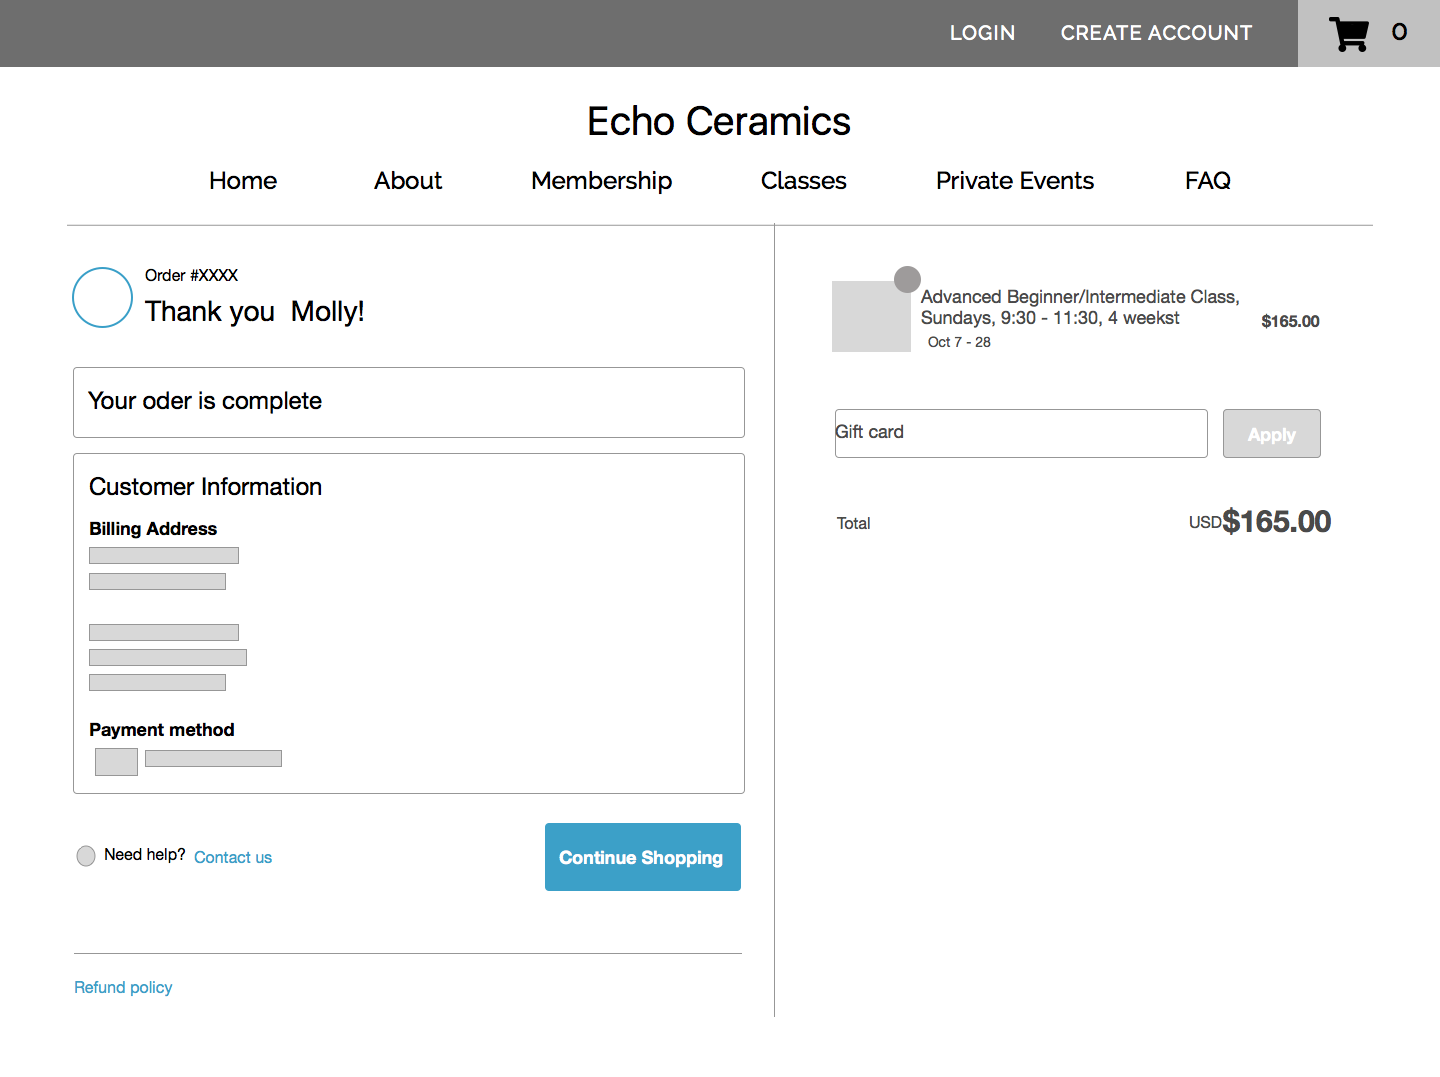 LOGIN CREATE ACCOUNT 0
Echo Ceramics
Home About Membership Classes Private Events FAQ
Order #XXXX
Thank you Molly!
Your oder is complete
Customer Information
Billing Address
Payment method
Need help? Contact us
Continue Shopping
Refund policy
Advanced Beginner/Intermediate Class,
Sundays, 9:30 - 11:30, 4 weekst
$165.00
Oct 7 - 28
Gift card
Apply
Total USD$165.00